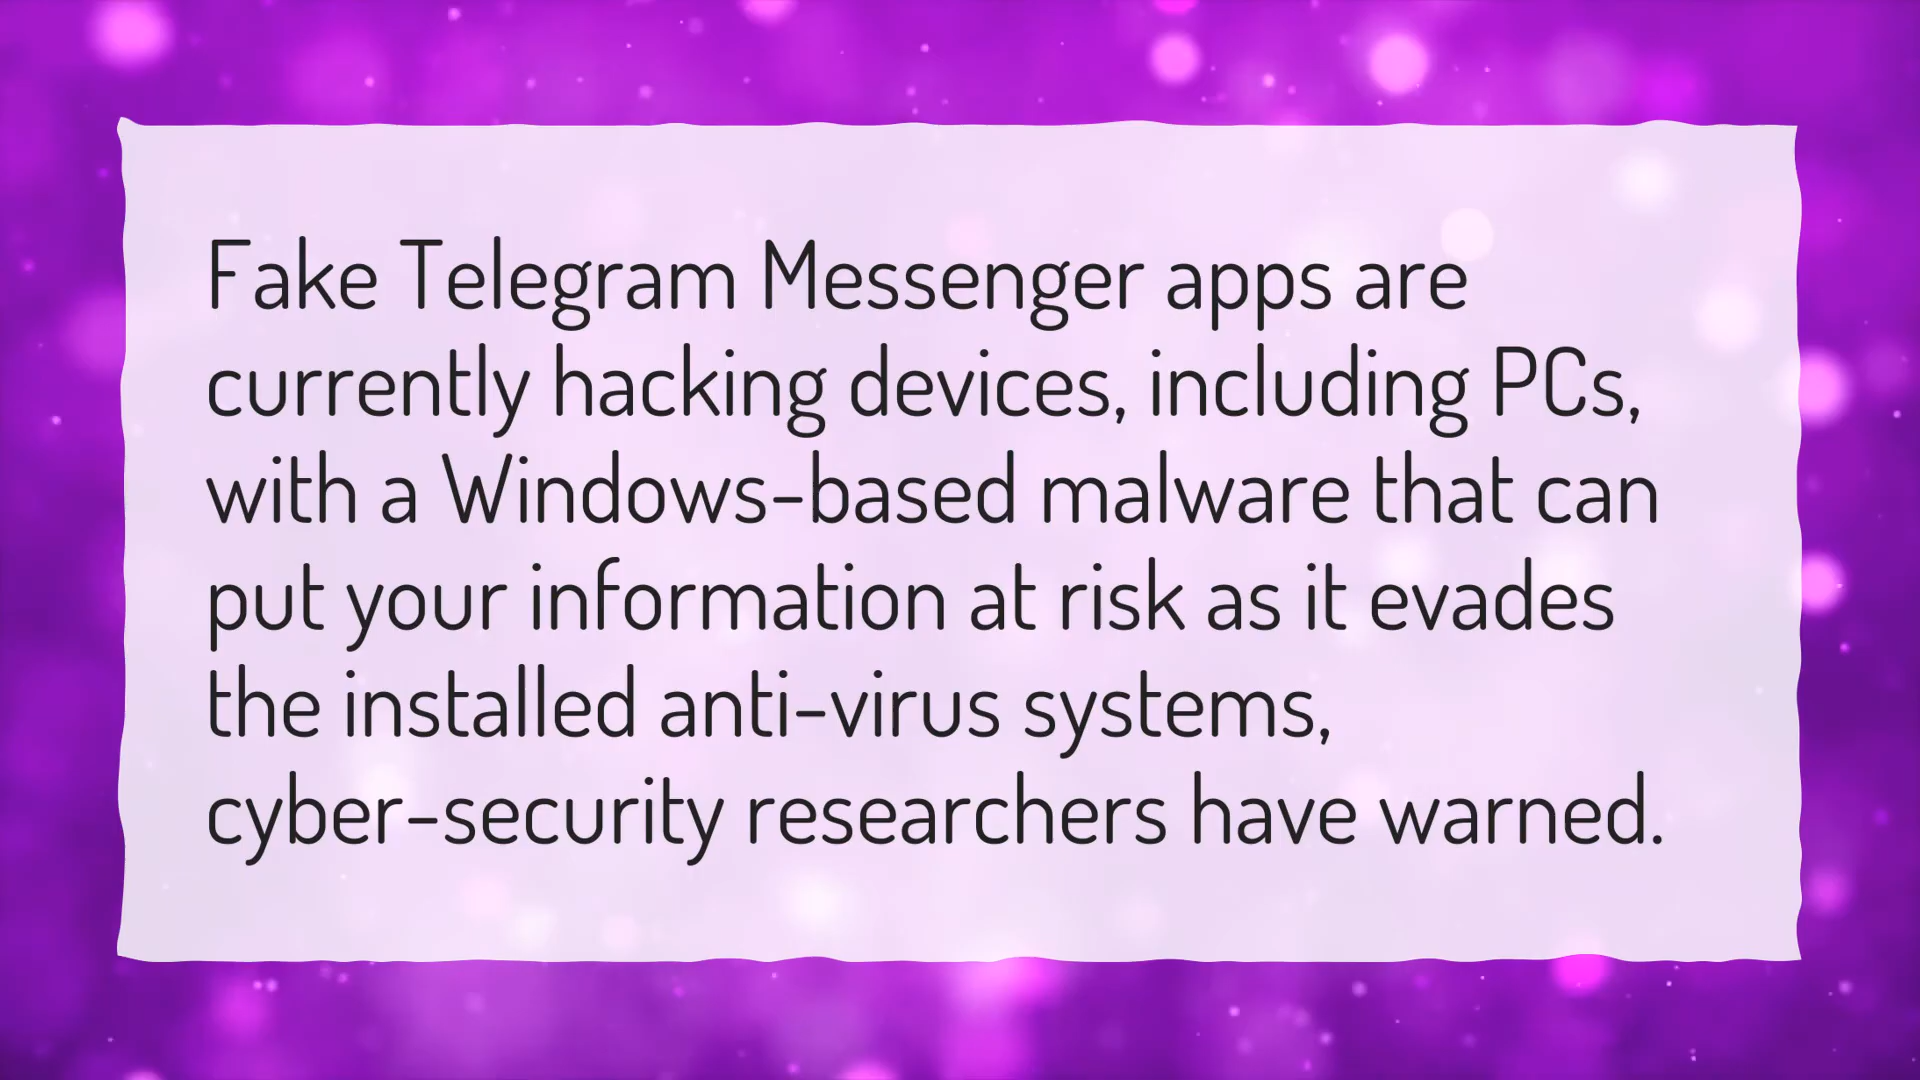 Fake Telegram Messenger apps are
currently hacking devices, including PCs,
with a Windows-based malware that can
put your information at risk as it evades
the installed anti-virus systems,
cyber-security researchers have warned.